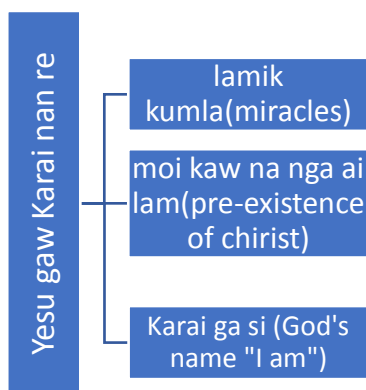 Yesu gaw Karai nan re
lamik
kumla(miracles)
moi kaw na nga ai
lam(pre-existence
of chirist)
Karai ga si (God's
name "I am")